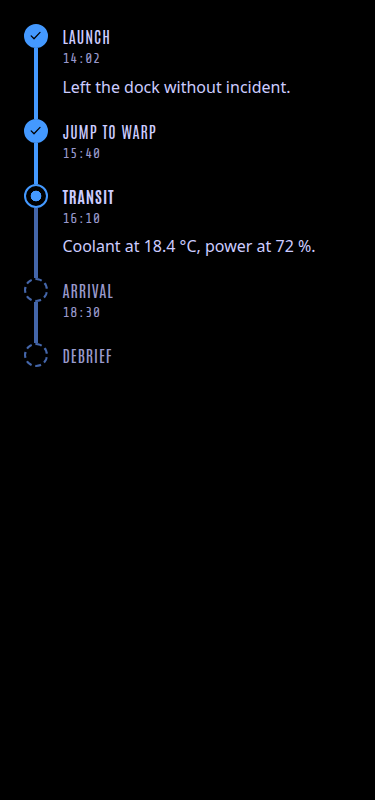 LAUNCH
14:02
Left the dock without incident.
JUMP TO WARP
15:40
TRANSIT
16:10
Coolant at 18.4 °C, power at 72 %.
ARRIVAL
18:30
DEBRIEF